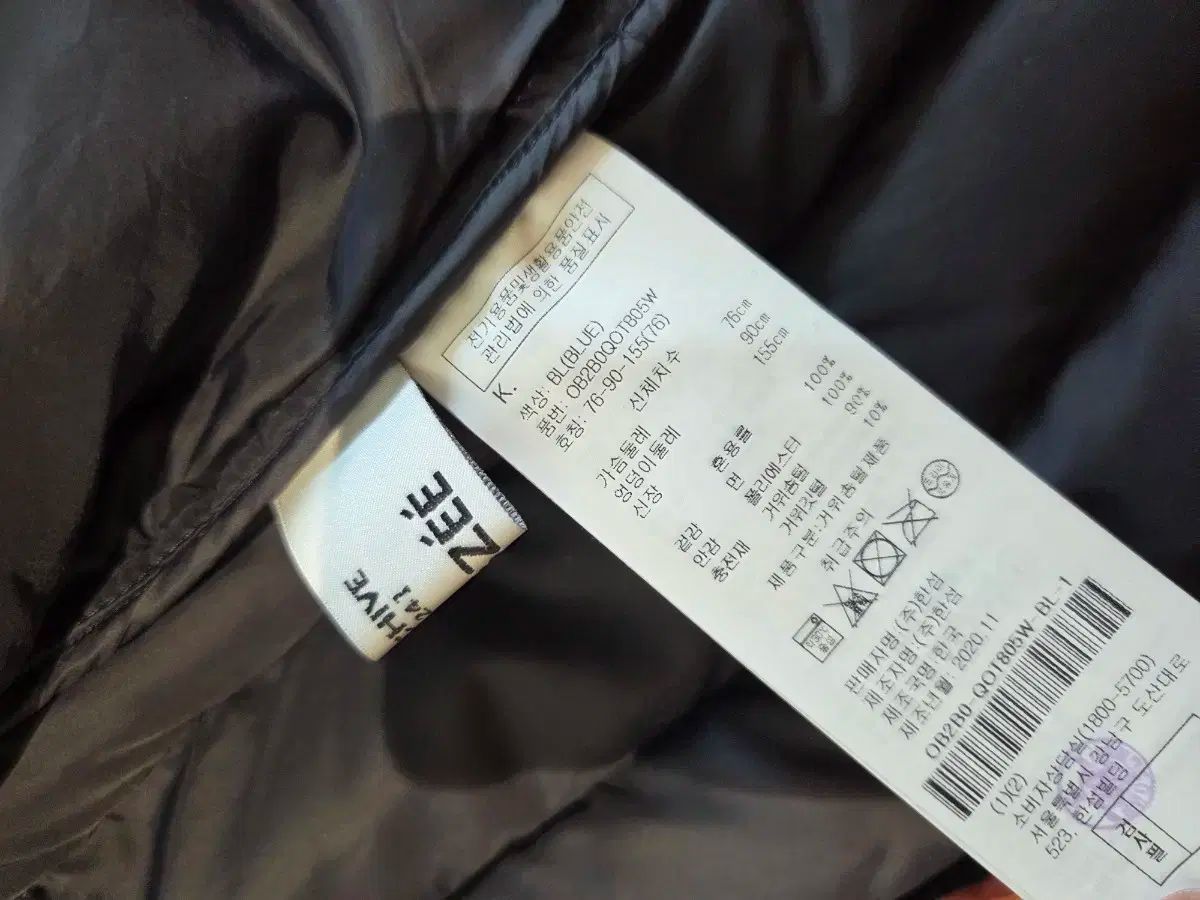 전기용품및생활용품안전
관리법에 의한 품질 표시
K.
색상: BL(BLUE)
품번: OB2B0QOT805W
호칭: 76-90-155(76)
신체치수
가슴둘레 76cm
엉덩이둘레 90cm
신장 155cm
혼용률
겉감 면 100%
안감 폴리에스터 100%
충전재 거위솜털 90%
거위깃털 10%
제품구분:거위솜털제품
취급주의
판매자명 (주)한섬
제조자명 (주)한섬
제조국명 한국
제조년월 2020.11
OB2B0-QOT805W-BL-1
(1)(2)
소비자상담실(1800-5700)
서울특별시 강남구 도산대로
523, 한섬빌딩
검사필
ZÉÉ
CHIVE